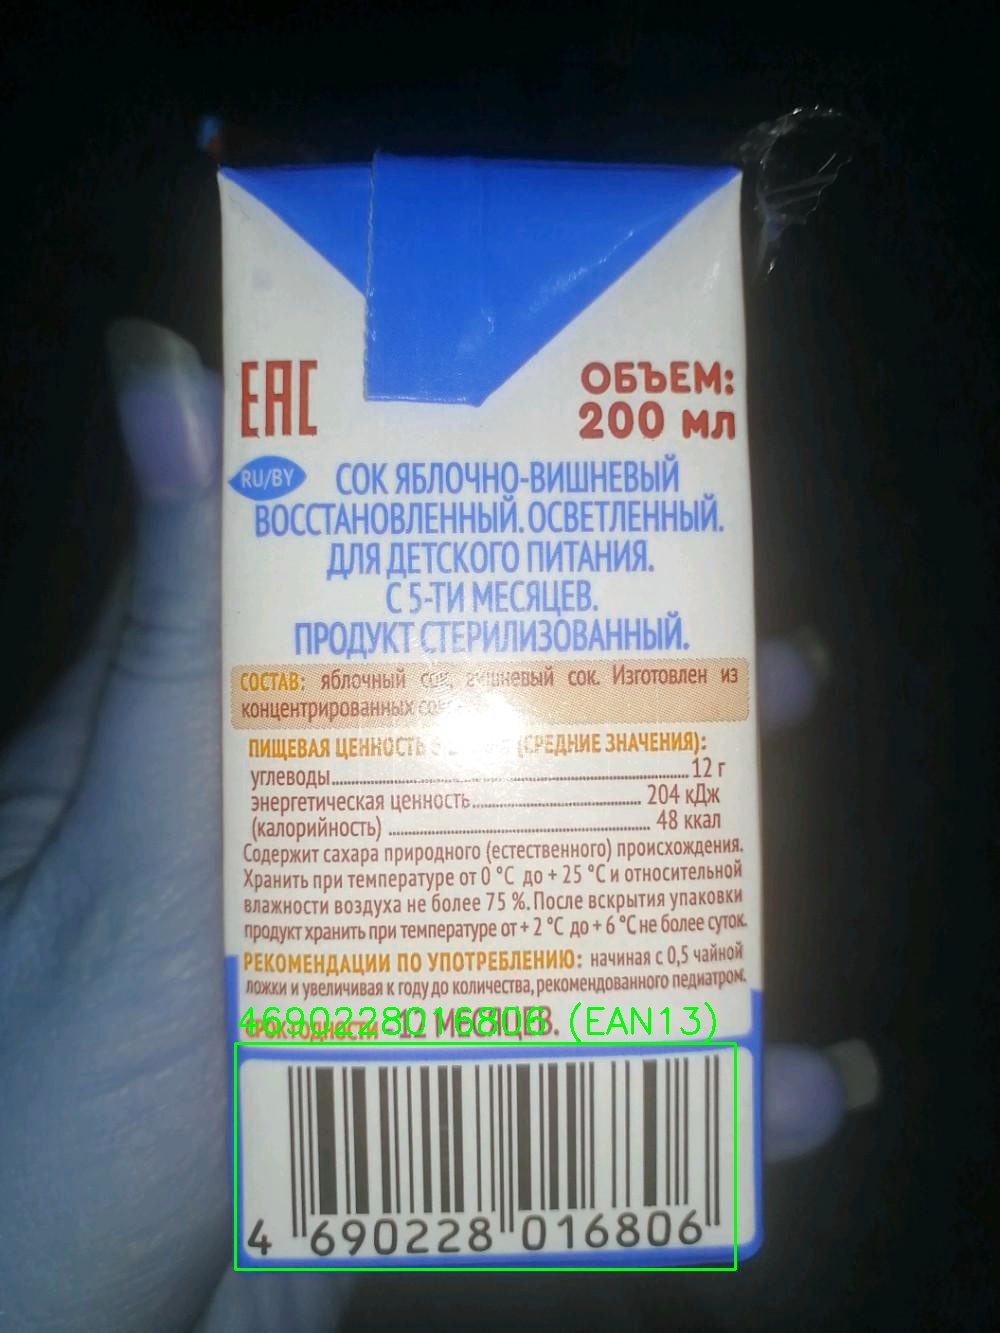 ЕАС
ОБЪЕМ:
200 мл
RU/BY
СОК ЯБЛОЧНО-ВИШНЕВЫЙ
ВОССТАНОВЛЕННЫЙ. ОСВЕТЛЕННЫЙ.
ДЛЯ ДЕТСКОГО ПИТАНИЯ.
С 5-ТИ МЕСЯЦЕВ.
ПРОДУКТ СТЕРИЛИЗОВАННЫЙ.
СОСТАВ: яблочный сок, вишневый сок. Изготовлен из
концентрированных
ПИЩЕВАЯ ЦЕННОСТЬ (СРЕДНИЕ ЗНАЧЕНИЯ):
углеводы 12 г
энергетическая ценность 204 кДж
(калорийность) 48 ккал
Содержит сахара природного (естественного) происхождения.
Хранить при температуре от 0 °С до + 25 °С и относительной
влажности воздуха не более 75 %. После вскрытия упаковки
продукт хранить при температуре от + 2 °С до + 6 °С не более суток.
РЕКОМЕНДАЦИИ ПО УПОТРЕБЛЕНИЮ: начиная с 0,5 чайной
ложки и увеличивая к году до количества, рекомендованного педиатром.
СРОК ГОДНОСТИ - 12 МЕСЯЦЕВ.
4690228016806 (EAN13)
4 690228 016806